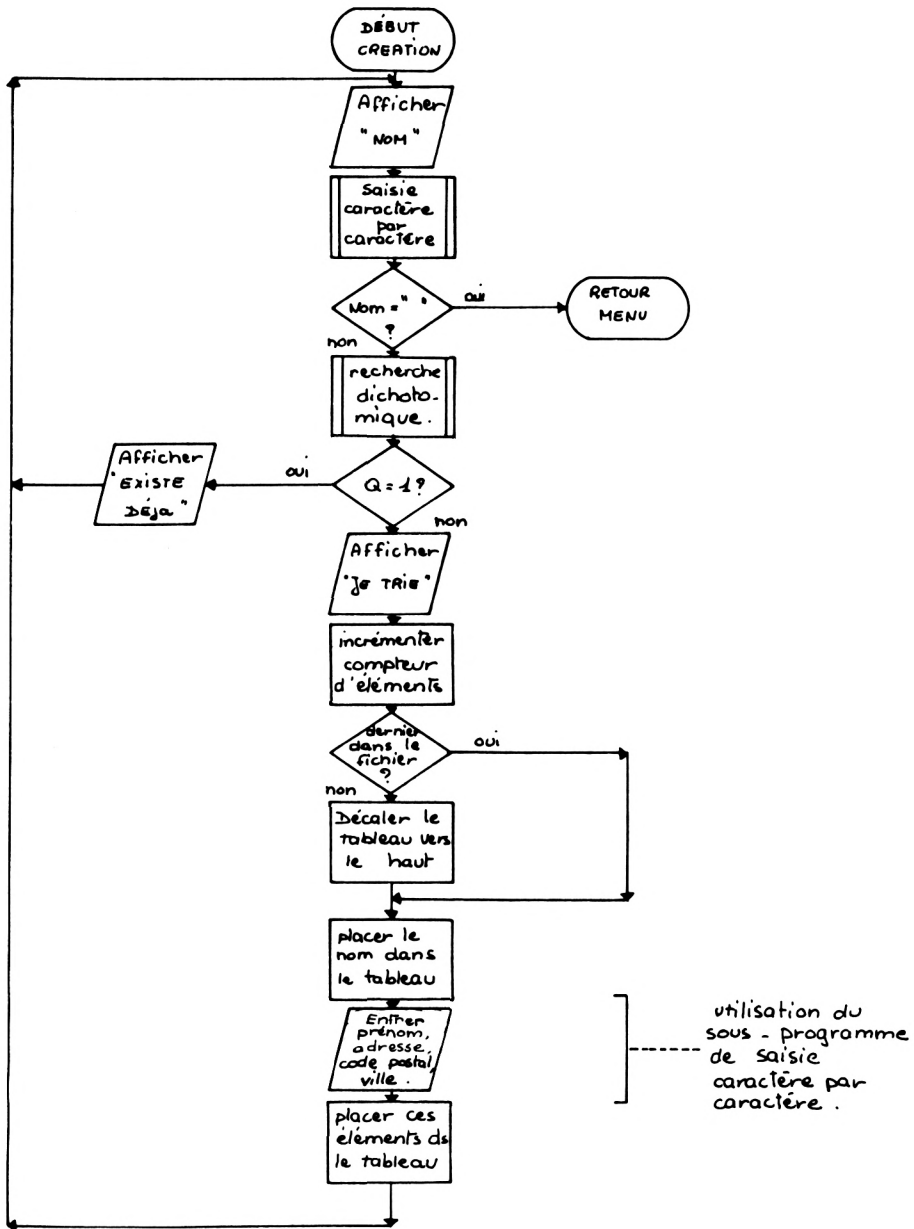 DÉBUT
CREATION
Afficher
"NOM"
Saisie
caractère
par
caractère
Nom = " "
?
oui
RETOUR
MENU
non
recherche
dichoto-
mique.
Q = 1 ?
oui
Afficher
"EXISTE
DÉJA"
non
Afficher
"JE TRIE"
incrémenter
compteur
d'éléments
dernier
dans le
fichier
?
oui
non
Décaler le
tableau vers
le haut
placer le
nom dans
le tableau
Entrer
prénom,
adresse,
code postal,
ville.
utilisation du
sous-programme
de saisie
caractère par
caractère.
placer ces
éléments ds
le tableau